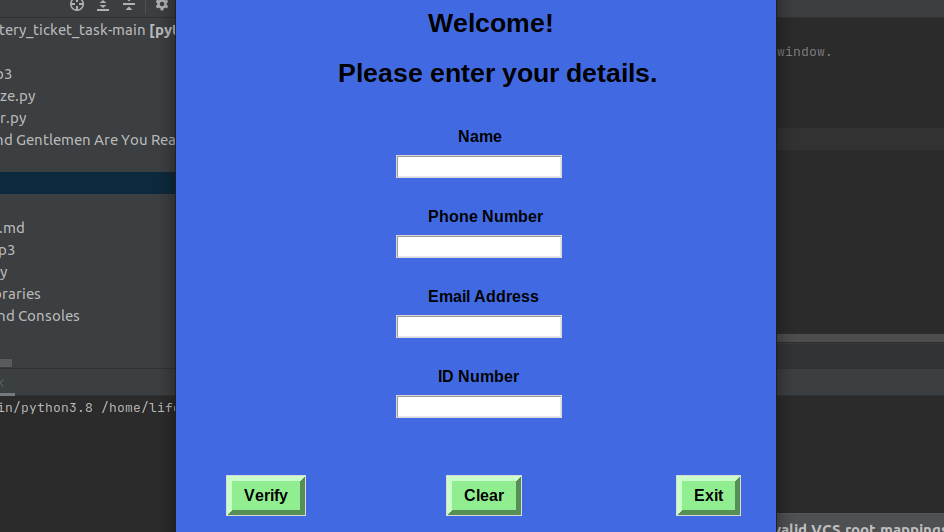 tery_ticket_task-main [pyt
Welcome!
window.
Please enter your details.
p3
ze.py
r.py
nd Gentlemen Are You Rea
Name
Phone Number
.md
p3
y
oraries
nd Consoles
Email Address
ID Number
in/python3.8 /home/lif
Verify
Clear
Exit
valid VCS root mappings